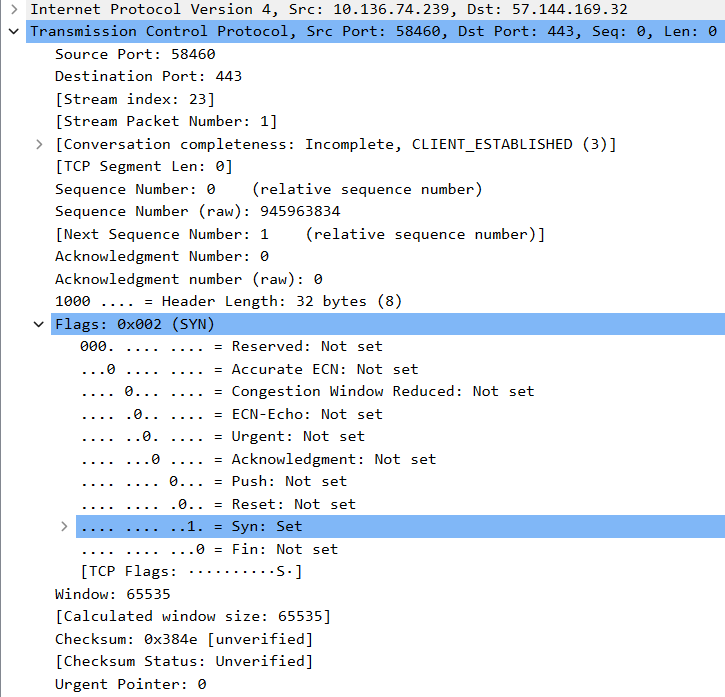 Internet Protocol Version 4, Src: 10.136.74.239, Dst: 57.144.169.32
Transmission Control Protocol, Src Port: 58460, Dst Port: 443, Seq: 0, Len: 0
Source Port: 58460
Destination Port: 443
[Stream index: 23]
[Stream Packet Number: 1]
[Conversation completeness: Incomplete, CLIENT_ESTABLISHED (3)]
[TCP Segment Len: 0]
Sequence Number: 0    (relative sequence number)
Sequence Number (raw): 945963834
[Next Sequence Number: 1    (relative sequence number)]
Acknowledgment Number: 0
Acknowledgment number (raw): 0
1000 .... = Header Length: 32 bytes (8)
Flags: 0x002 (SYN)
000. .... .... = Reserved: Not set
...0 .... .... = Accurate ECN: Not set
.... 0... .... = Congestion Window Reduced: Not set
.... .0.. .... = ECN-Echo: Not set
.... ..0. .... = Urgent: Not set
.... ...0 .... = Acknowledgment: Not set
.... .... 0... = Push: Not set
.... .... .0.. = Reset: Not set
.... .... ..1. = Syn: Set
.... .... ...0 = Fin: Not set
[TCP Flags: ··········S·]
Window: 65535
[Calculated window size: 65535]
Checksum: 0x384e [unverified]
[Checksum Status: Unverified]
Urgent Pointer: 0